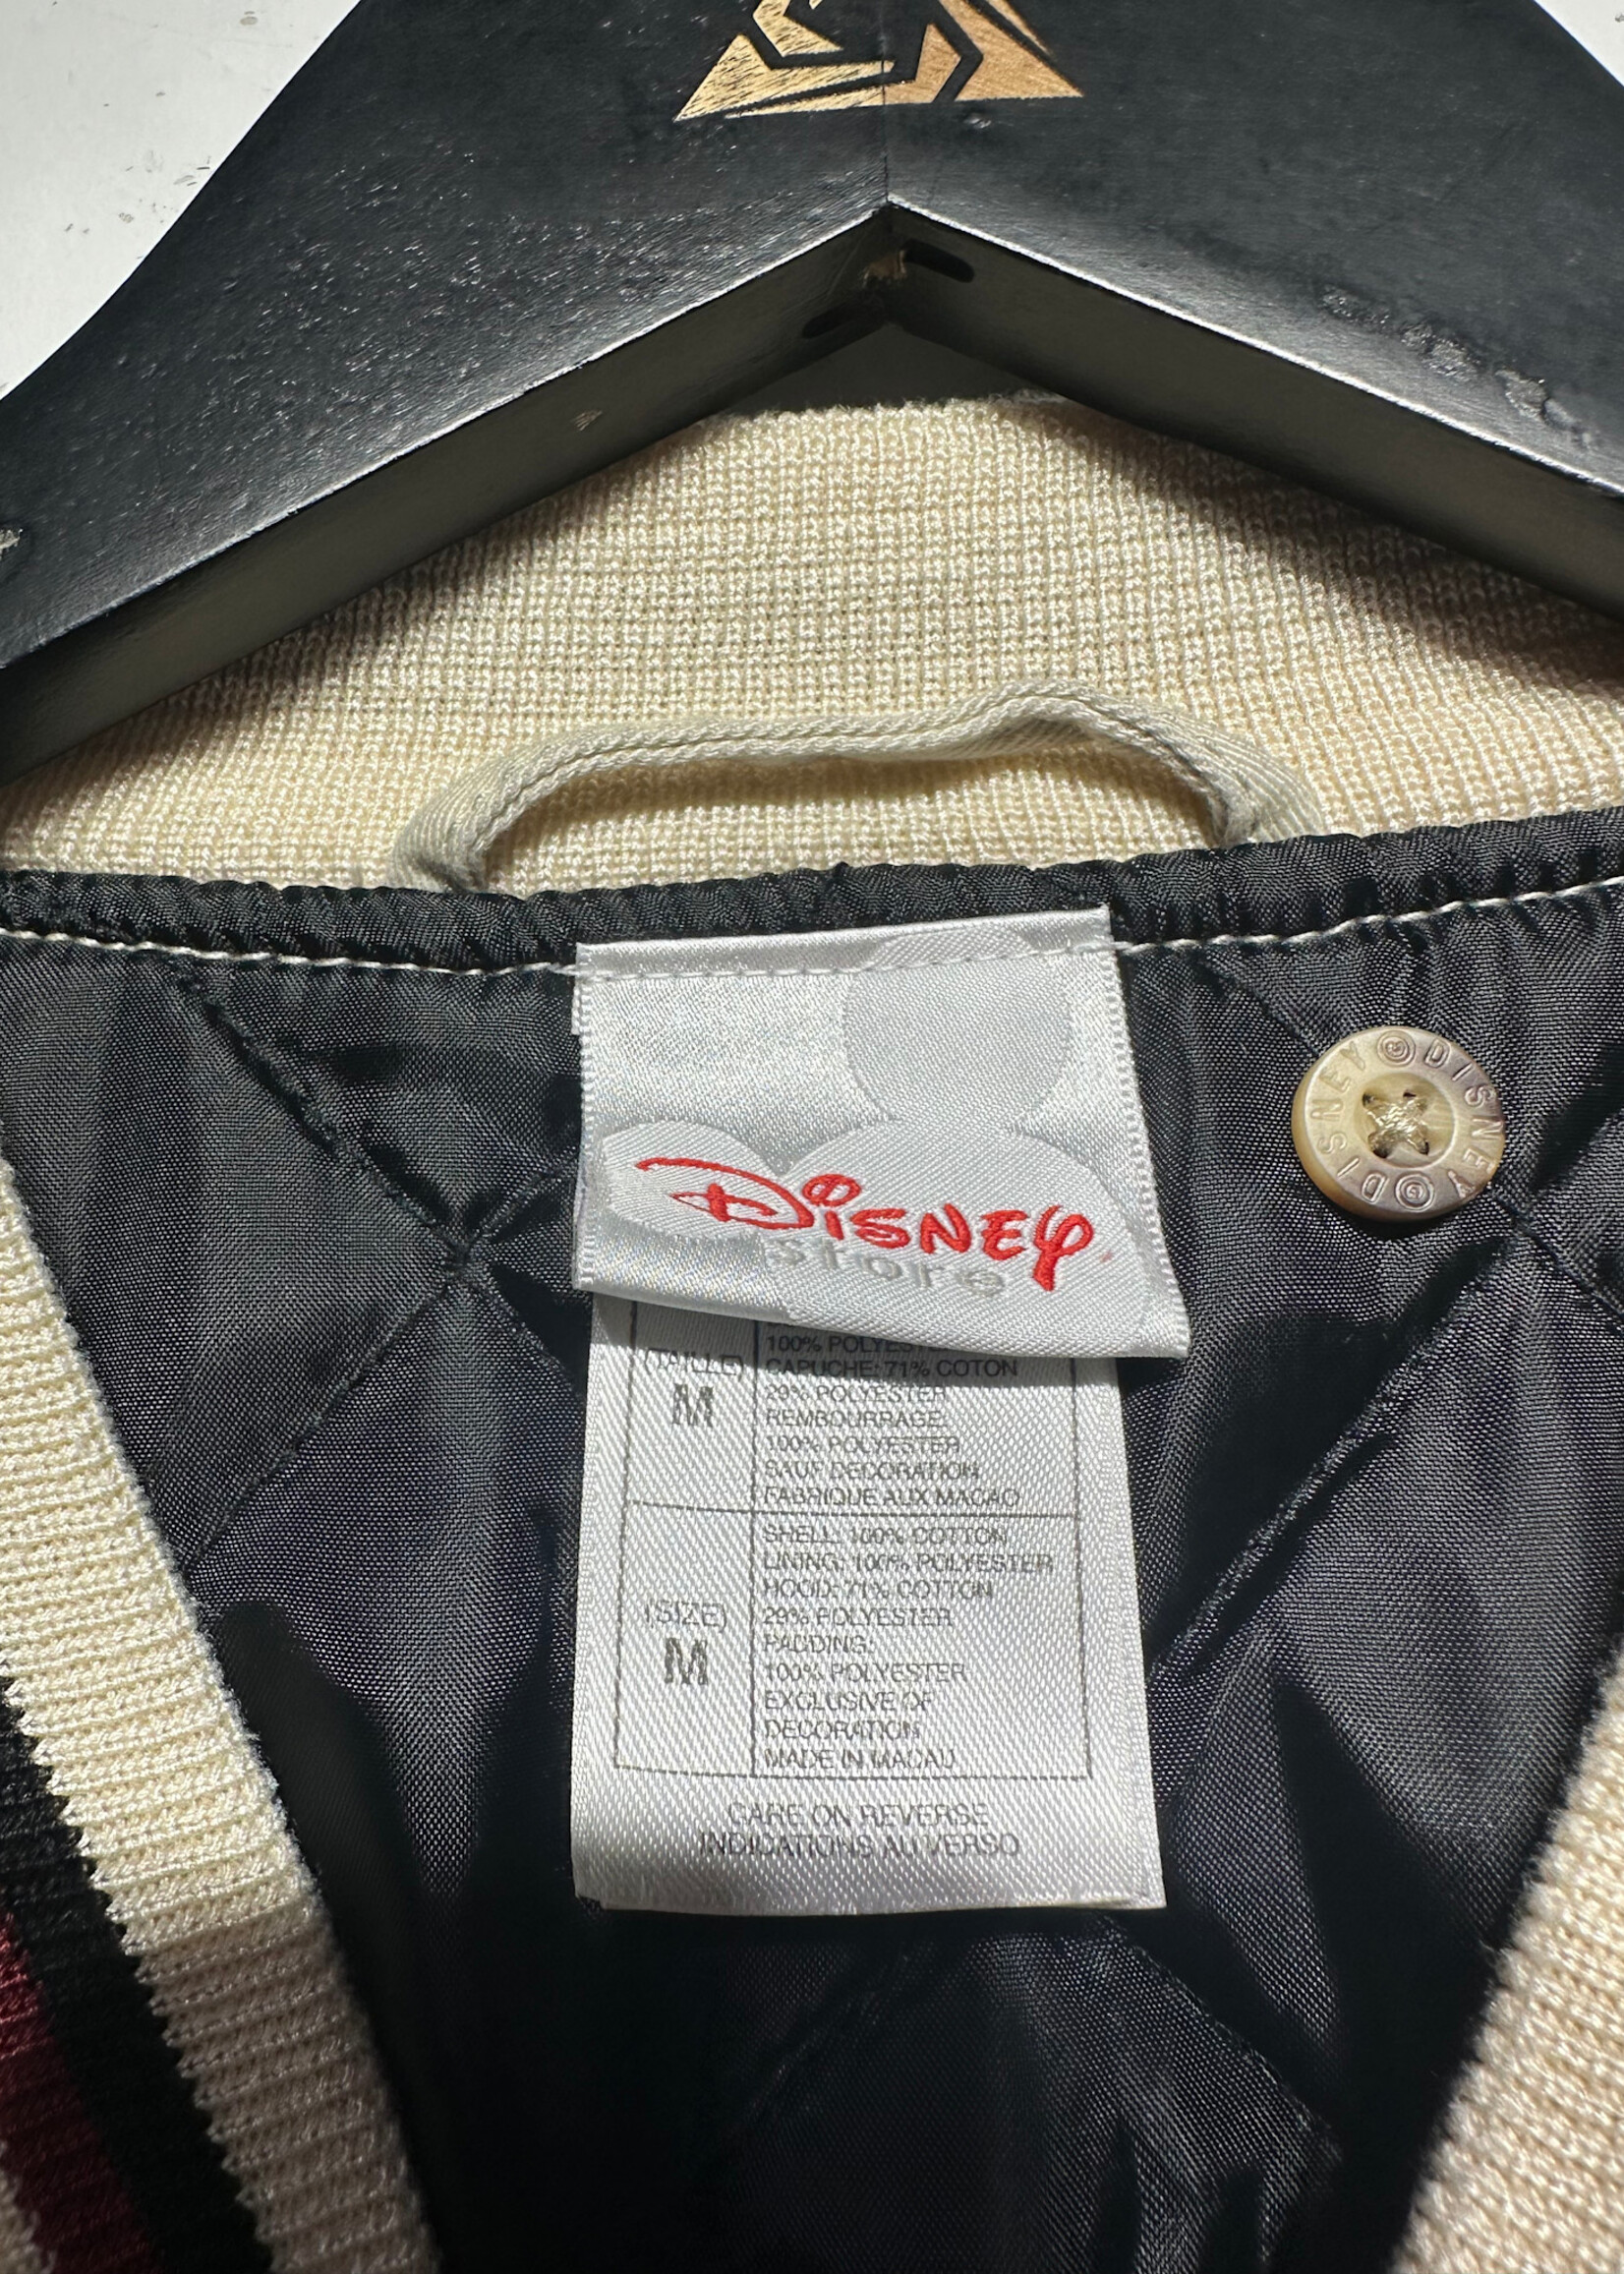 Disney
store
DISNEY © DISNEY ©
100% POLYESTER
(TAILLE)
M
CAPUCHE: 71% COTON
29% POLYESTER
REMBOURRAGE:
100% POLYESTER
SAUF DECORATION
FABRIQUE AUX MACAO
(SIZE)
M
SHELL: 100% COTTON
LINING: 100% POLYESTER
HOOD: 71% COTTON
29% POLYESTER
PADDING:
100% POLYESTER
EXCLUSIVE OF
DECORATION
MADE IN MACAU
CARE ON REVERSE
INDICATIONS AU VERSO